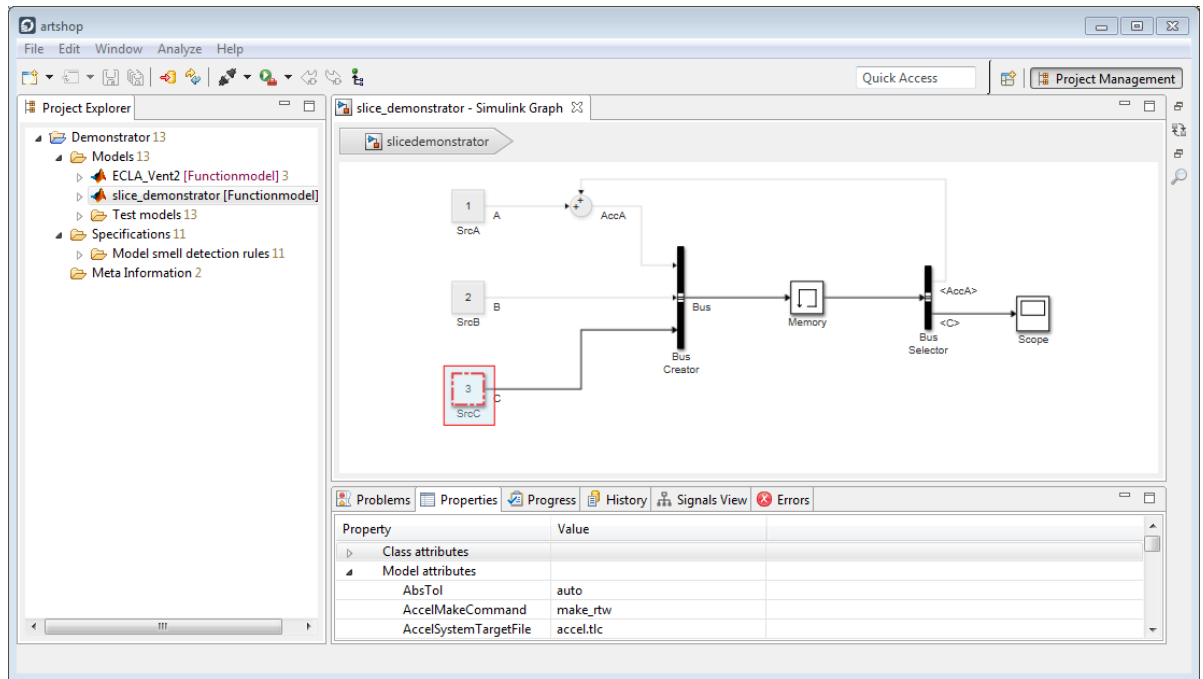 artshop
File Edit Window Analyze Help
Quick Access
Project Management
Project Explorer
Demonstrator 13
Models 13
ECLA_Vent2 [Functionmodel] 3
slice_demonstrator [Functionmodel]
Test models 13
Specifications 11
Model smell detection rules 11
Meta Information 2
slice_demonstrator - Simulink Graph
slicedemonstrator
1
A
SrcA
AccA
2
B
SrcB
3
C
SrcC
Bus
Bus
Creator
Memory
<AccA>
<C>
Bus
Selector
Scope
Problems Properties Progress History Signals View Errors
Property Value
Class attributes
Model attributes
AbsTol auto
AccelMakeCommand make_rtw
AccelSystemTargetFile accel.tlc